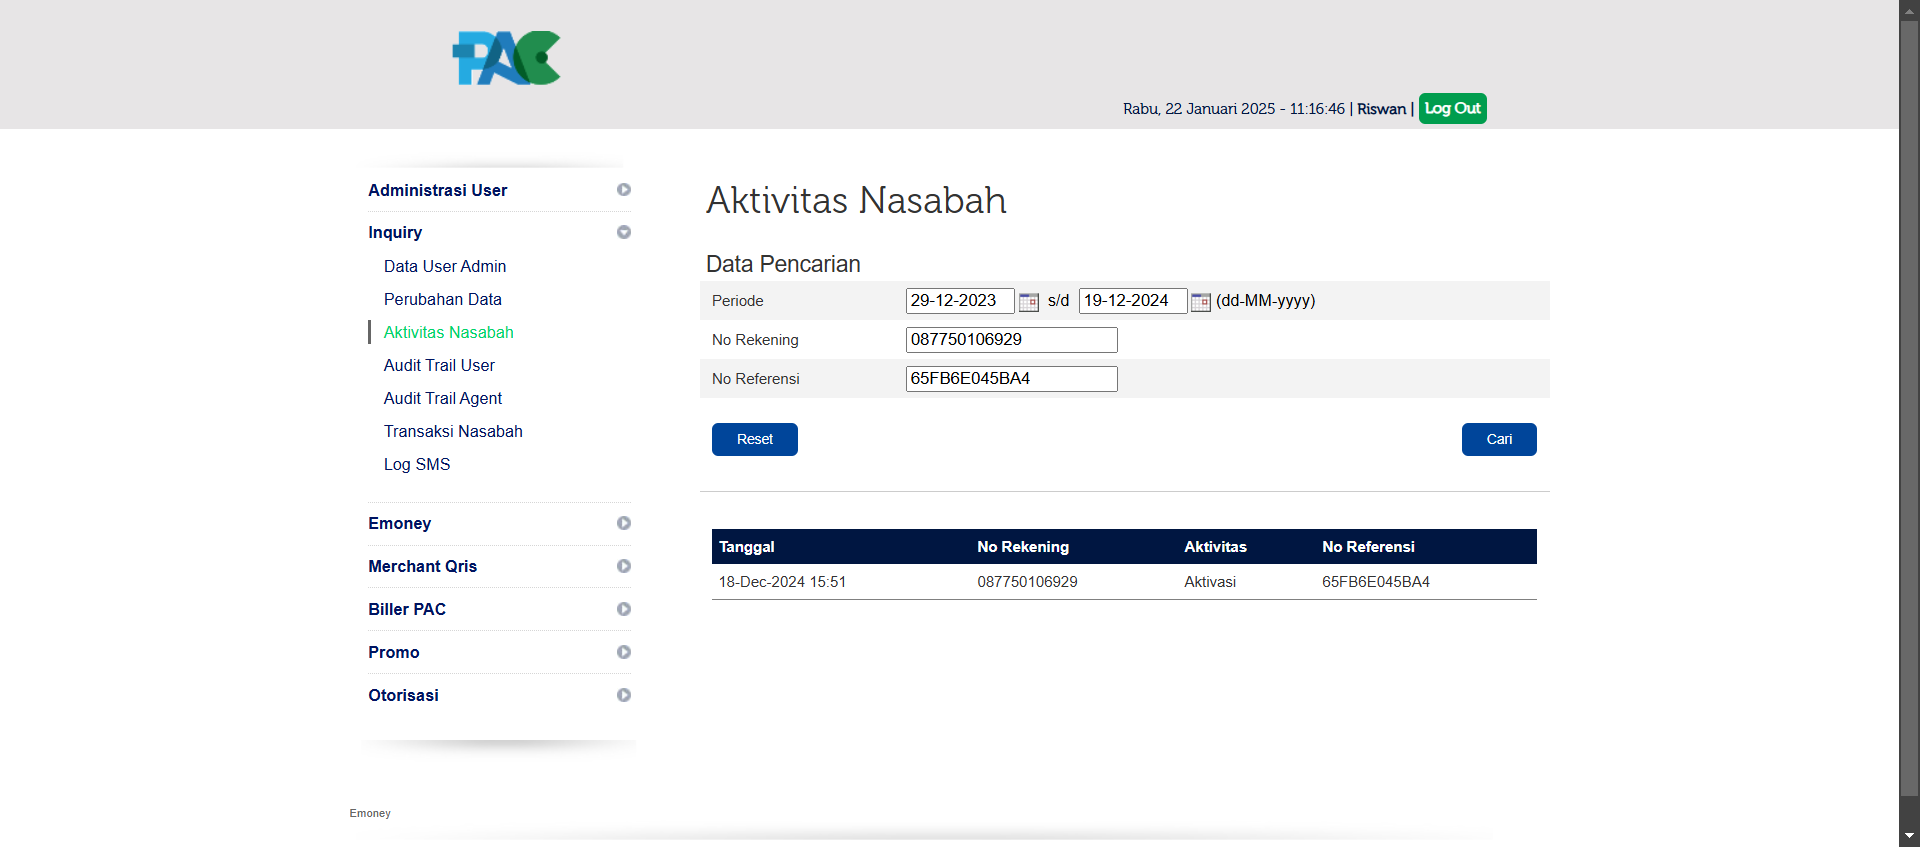 PAC
Rabu, 22 Januari 2025 - 11:16:46 | Riswan | Log Out
Administrasi User
Inquiry
Data User Admin
Perubahan Data
Aktivitas Nasabah
Audit Trail User
Audit Trail Agent
Transaksi Nasabah
Log SMS
Emoney
Merchant Qris
Biller PAC
Promo
Otorisasi
Aktivitas Nasabah
Data Pencarian
Periode 29-12-2023 s/d 19-12-2024 (dd-MM-yyyy)
No Rekening 087750106929
No Referensi 65FB6E045BA4
Reset Cari
Tanggal No Rekening Aktivitas No Referensi
18-Dec-2024 15:51 087750106929 Aktivasi 65FB6E045BA4
Emoney